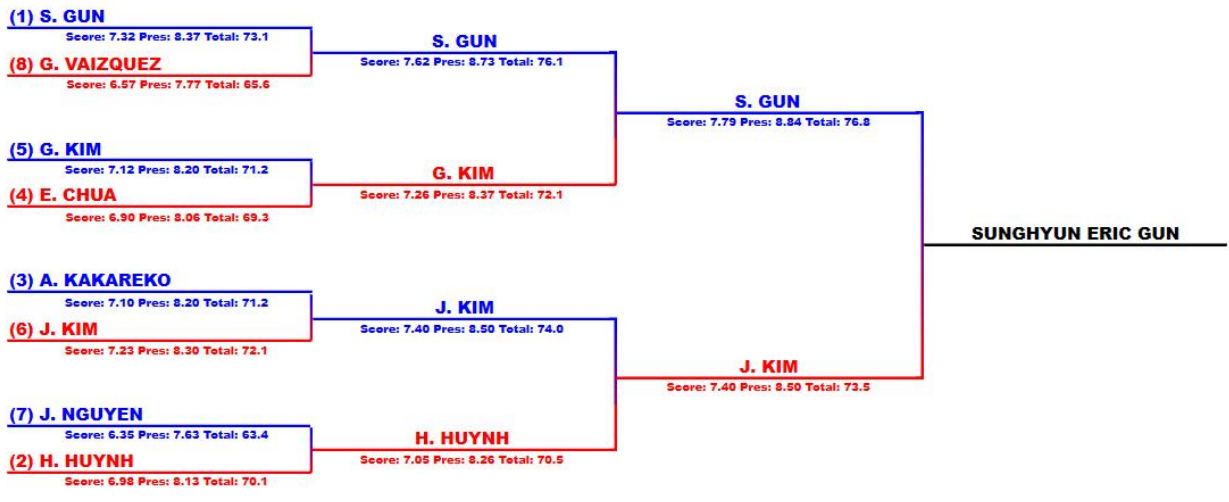 (1) S. GUN
Score: 7.32 Pres: 8.37 Total: 73.1
(8) G. VAIZQUEZ
Score: 6.57 Pres: 7.77 Total: 65.6
(5) G. KIM
Score: 7.12 Pres: 8.20 Total: 71.2
(4) E. CHUA
Score: 6.90 Pres: 8.06 Total: 69.3
(3) A. KAKAREKO
Score: 7.10 Pres: 8.20 Total: 71.2
(6) J. KIM
Score: 7.23 Pres: 8.30 Total: 72.1
(7) J. NGUYEN
Score: 6.35 Pres: 7.63 Total: 63.4
(2) H. HUYNH
Score: 6.98 Pres: 8.13 Total: 70.1
S. GUN
Score: 7.62 Pres: 8.73 Total: 76.1
G. KIM
Score: 7.26 Pres: 8.37 Total: 72.1
J. KIM
Score: 7.40 Pres: 8.50 Total: 74.0
H. HUYNH
Score: 7.05 Pres: 8.26 Total: 70.5
S. GUN
Score: 7.79 Pres: 8.84 Total: 76.8
J. KIM
Score: 7.40 Pres: 8.50 Total: 73.5
SUNGHYUN ERIC GUN